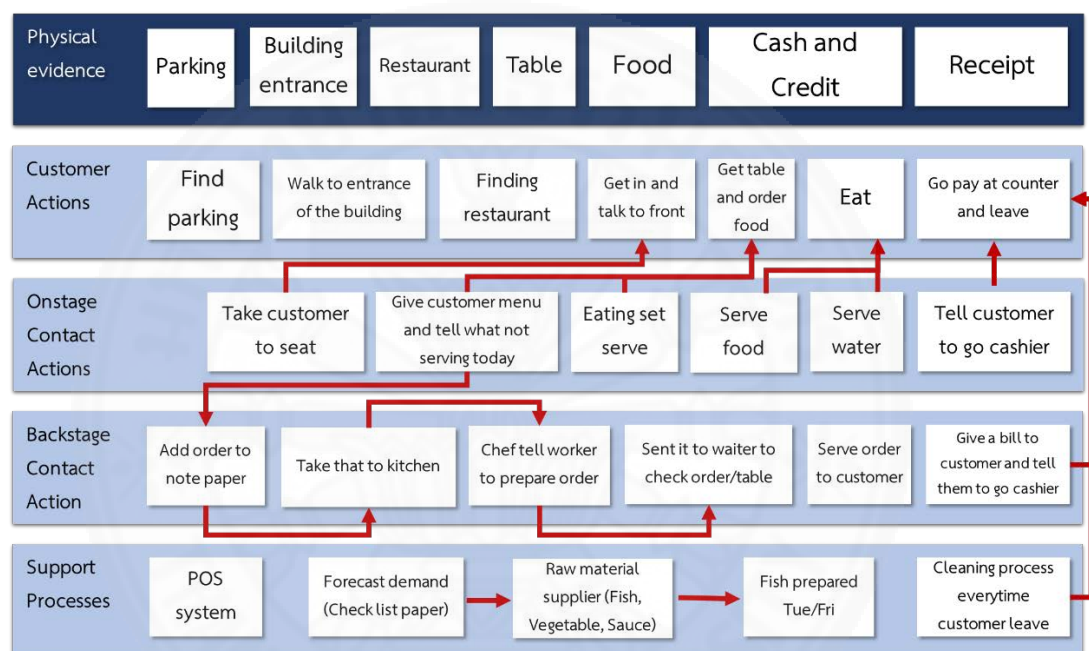 Physical
evidence
Parking
Building
entrance
Restaurant
Table
Food
Cash and
Credit
Receipt
Customer
Actions
Find
parking
Walk to entrance
of the building
Finding
restaurant
Get in and
talk to front
Get table
and order
food
Eat
Go pay at counter
and leave
Onstage
Contact
Actions
Take customer
to seat
Give customer menu
and tell what not
serving today
Eating set
serve
Serve
food
Serve
water
Tell customer
to go cashier
Backstage
Contact
Action
Add order to
note paper
Take that to kitchen
Chef tell worker
to prepare order
Sent it to waiter to
check order/table
Serve order
to customer
Give a bill to
customer and tell
them to go cashier
Support
Processes
POS
system
Forecast demand
(Check list paper)
Raw material
supplier (Fish,
Vegetable, Sauce)
Fish prepared
Tue/Fri
Cleaning process
everytime
customer leave